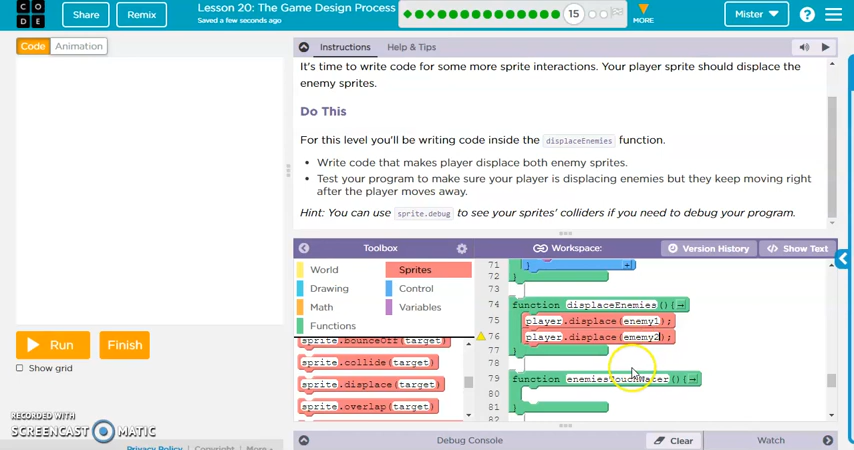 CO
DE
Share
Remix
Lesson 20: The Game Design Process
Saved a few seconds ago
15
MORE
Mister
?
Code
Animation
Instructions
Help & Tips
It's time to write code for some more sprite interactions. Your player sprite should displace the
enemy sprites.
Do This
For this level you'll be writing code inside the displaceEnemies function.
• Write code that makes player displace both enemy sprites.
• Test your program to make sure your player is displacing enemies but they keep moving right
after the player moves away.
Hint: You can use sprite.debug to see your sprites' colliders if you need to debug your program.
Toolbox
Workspace:
Version History
</> Show Text
World
Sprites
Drawing
Control
Math
Variables
Functions
sprite.bounceOff(target)
sprite.collide(target)
sprite.displace(target)
sprite.overlap(target)
71 }
72 }
73
74 function displaceEnemies(){
75 player.displace(enemy1);
76 player.displace(ememy2);
77 }
78
79 function enemiesTouchWater(){
80
81 }
82
Run
Finish
Show grid
RECORDED WITH
SCREENCAST MATIC
Privacy Policy | Copyright | More
Debug Console
Clear
Watch